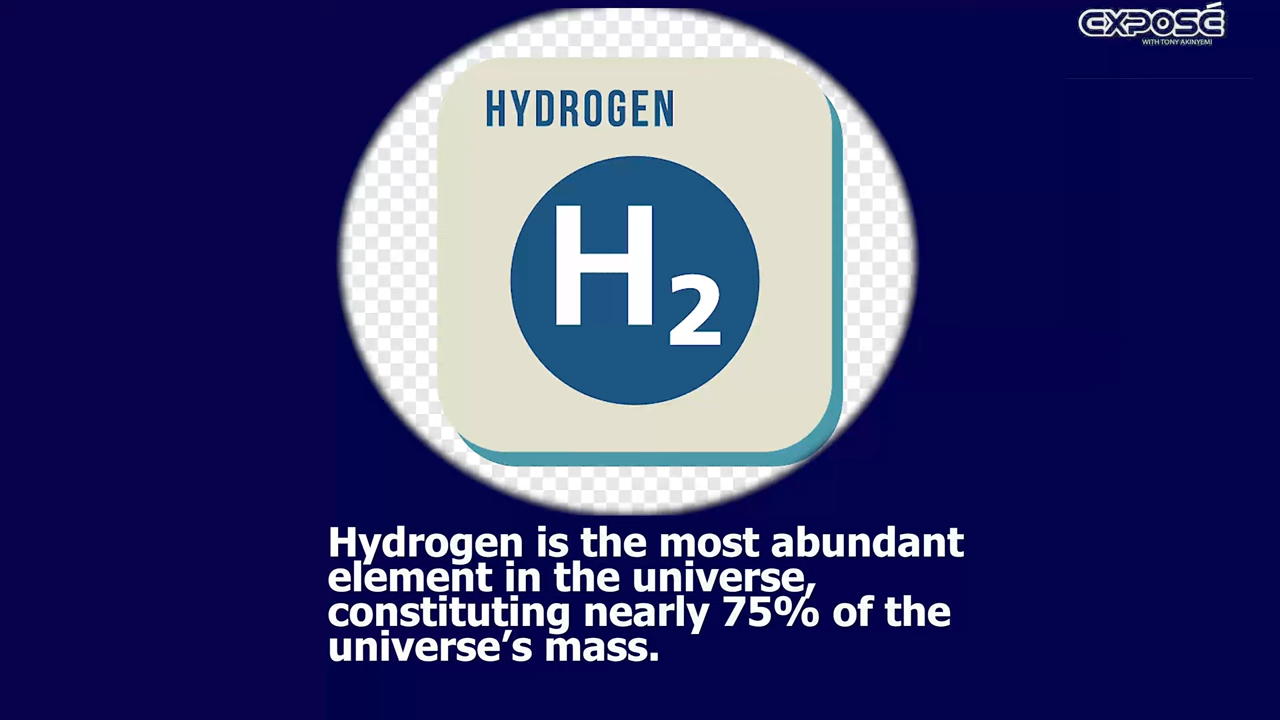 EXPOSÉ
WITH TONY AKINYEMI
HYDROGEN
H₂
Hydrogen is the most abundant
element in the universe,
constituting nearly 75% of the
universe’s mass.